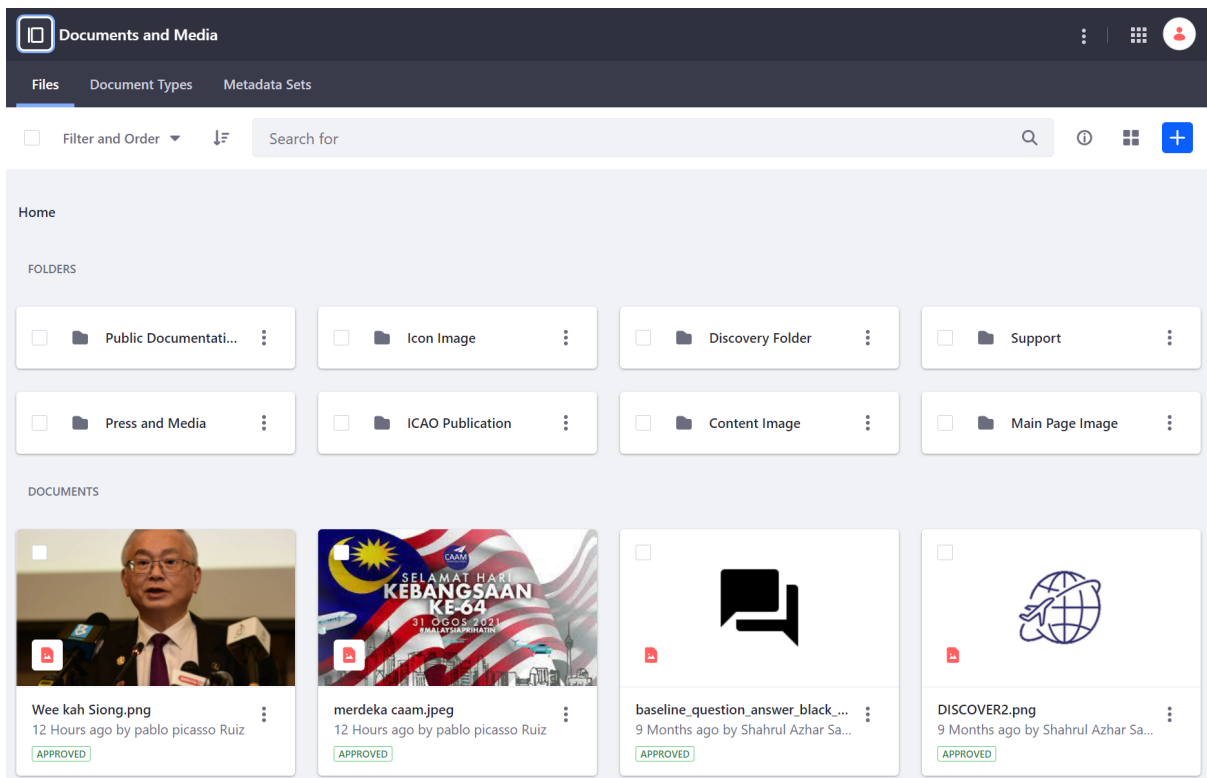 Documents and Media
Files Document Types Metadata Sets
Filter and Order Search for
Home
FOLDERS
Public Documentati... Icon Image Discovery Folder Support
Press and Media ICAO Publication Content Image Main Page Image
DOCUMENTS
CAAM
SELAMAT HARI
KEBANGSAAN
KE-64
31 OGOS 2021
#MALAYSIAPRIHATIN
Wee kah Siong.png merdeka caam.jpeg baseline_question_answer_black_... DISCOVER2.png
12 Hours ago by pablo picasso Ruiz 12 Hours ago by pablo picasso Ruiz 9 Months ago by Shahrul Azhar Sa... 9 Months ago by Shahrul Azhar Sa...
APPROVED APPROVED APPROVED APPROVED